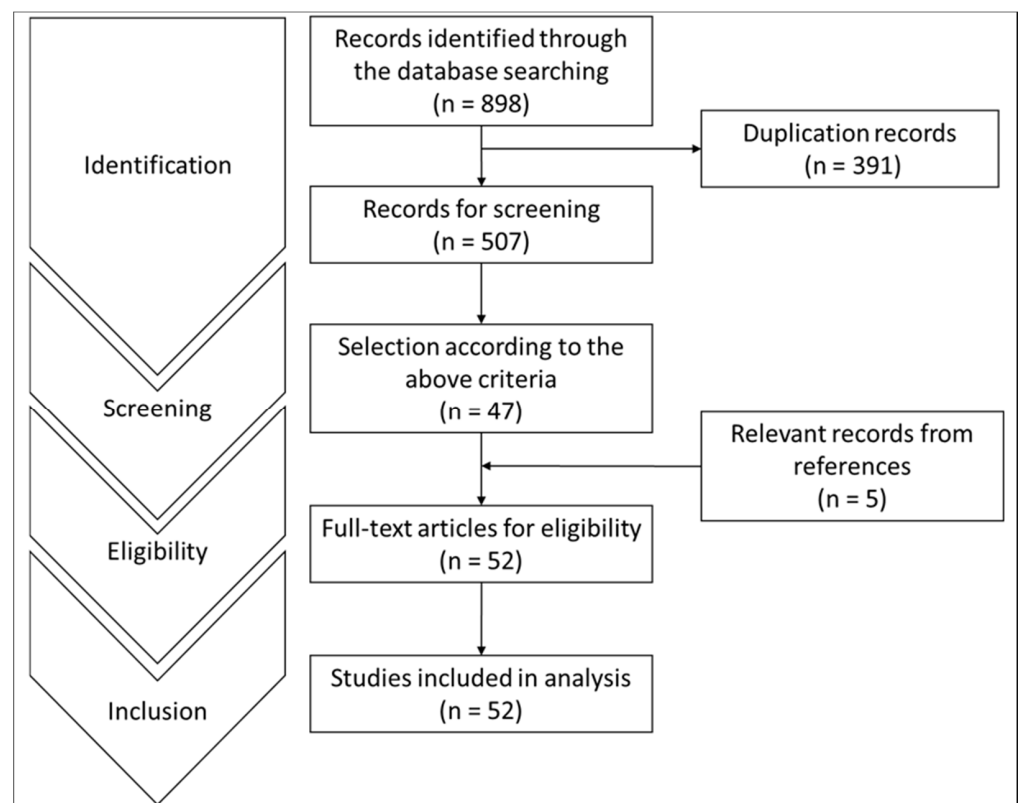 Records identified through
the database searching
(n = 898)
Duplication records
(n = 391)
Identification
Records for screening
(n = 507)
Selection according to the
above criteria
(n = 47)
Screening
Relevant records from
references
(n = 5)
Full-text articles for eligibility
(n = 52)
Eligibility
Studies included in analysis
(n = 52)
Inclusion